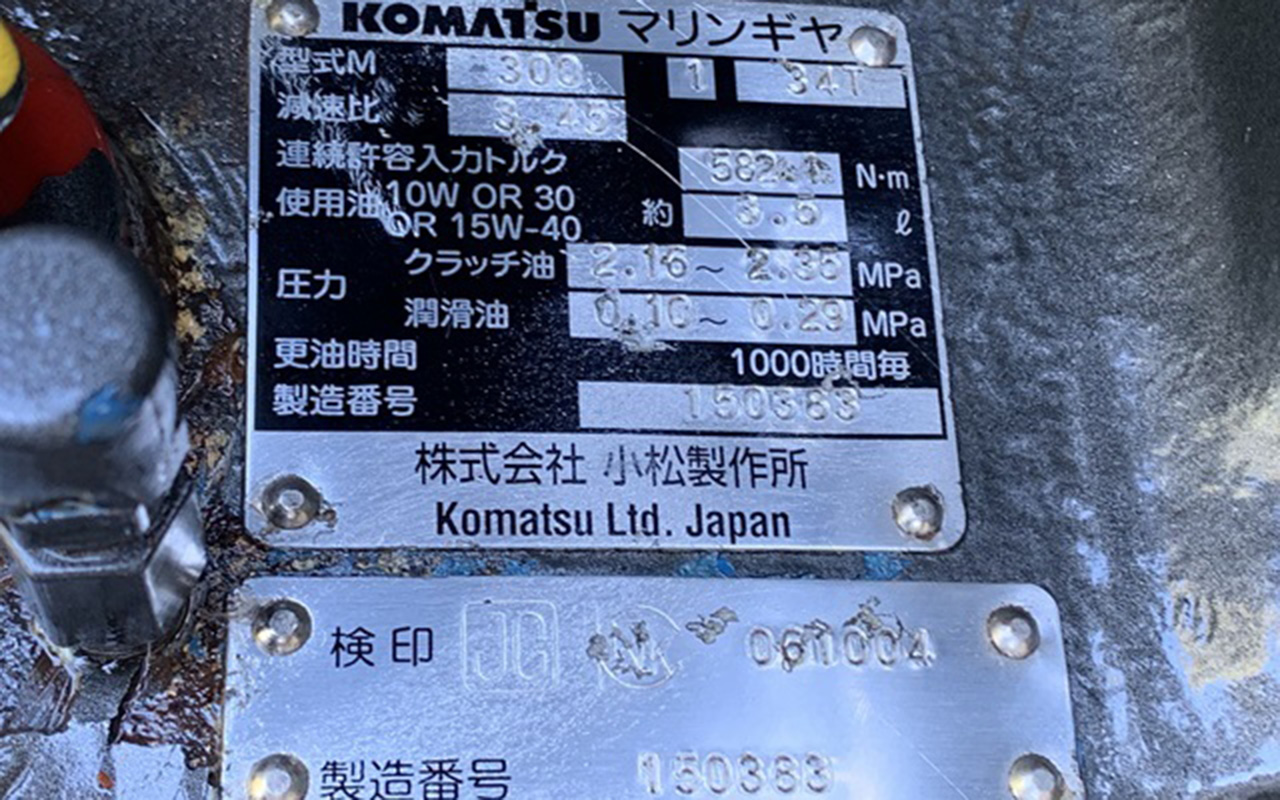 KOMATSU マリンギヤ
型式M 300 1 34T
減速比 3.45
連続許容入力トルク N・m
使用油 10W OR 30 約 ℓ
OR 15W-40
圧力 クラッチ油 2.16 ~ 2.35 MPa
潤滑油 0.10 ~ 0.29 MPa
更油時間 1000時間毎
製造番号 150383
株式会社 小松製作所
Komatsu Ltd. Japan
検印 JG NK 061004
製造番号 150383